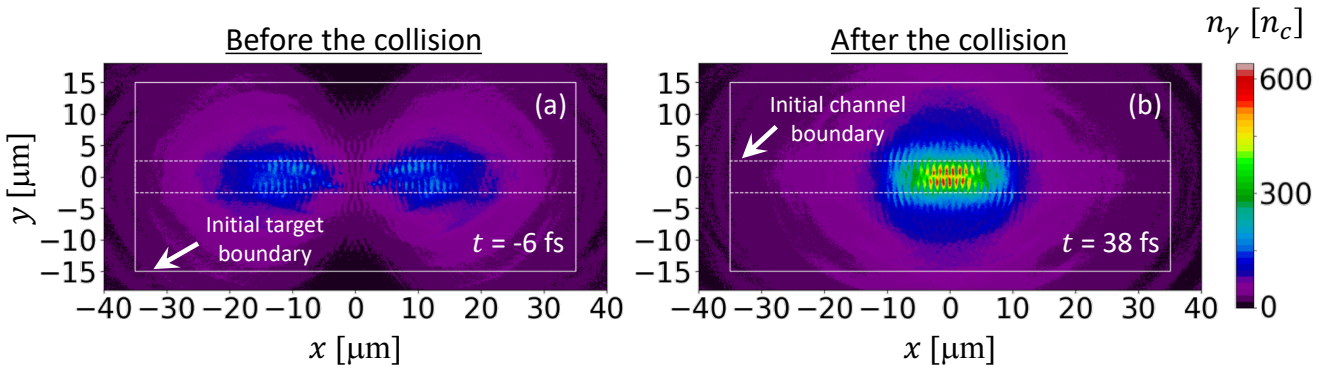 Before the collision
After the collision
nγ [nc]
15
10
5
0
−5
−10
−15
y [μm]
(a)
Initial target
boundary
t = -6 fs
−40 −30 −20 −10 0 10 20 30 40
x [μm]
15
10
5
0
−5
−10
−15
(b)
Initial channel
boundary
t = 38 fs
−40 −30 −20 −10 0 10 20 30 40
x [μm]
600
300
0